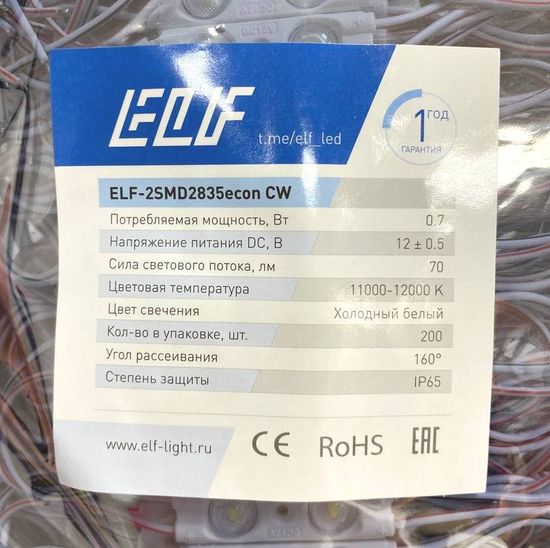 DC12V
ELF
t.me/elf_led
1 ГОД
ГАРАНТИЯ
ELF-2SMD2835econ CW
Потребляемая мощность, Вт 0.7
Напряжение питания DC, В 12 ± 0.5
Сила светового потока, лм 70
Цветовая температура 11000-12000 K
Цвет свечения Холодный белый
Кол-во в упаковке, шт. 200
Угол рассеивания 160°
Степень защиты IP65
www.elf-light.ru CE RoHS EAC
DC12V